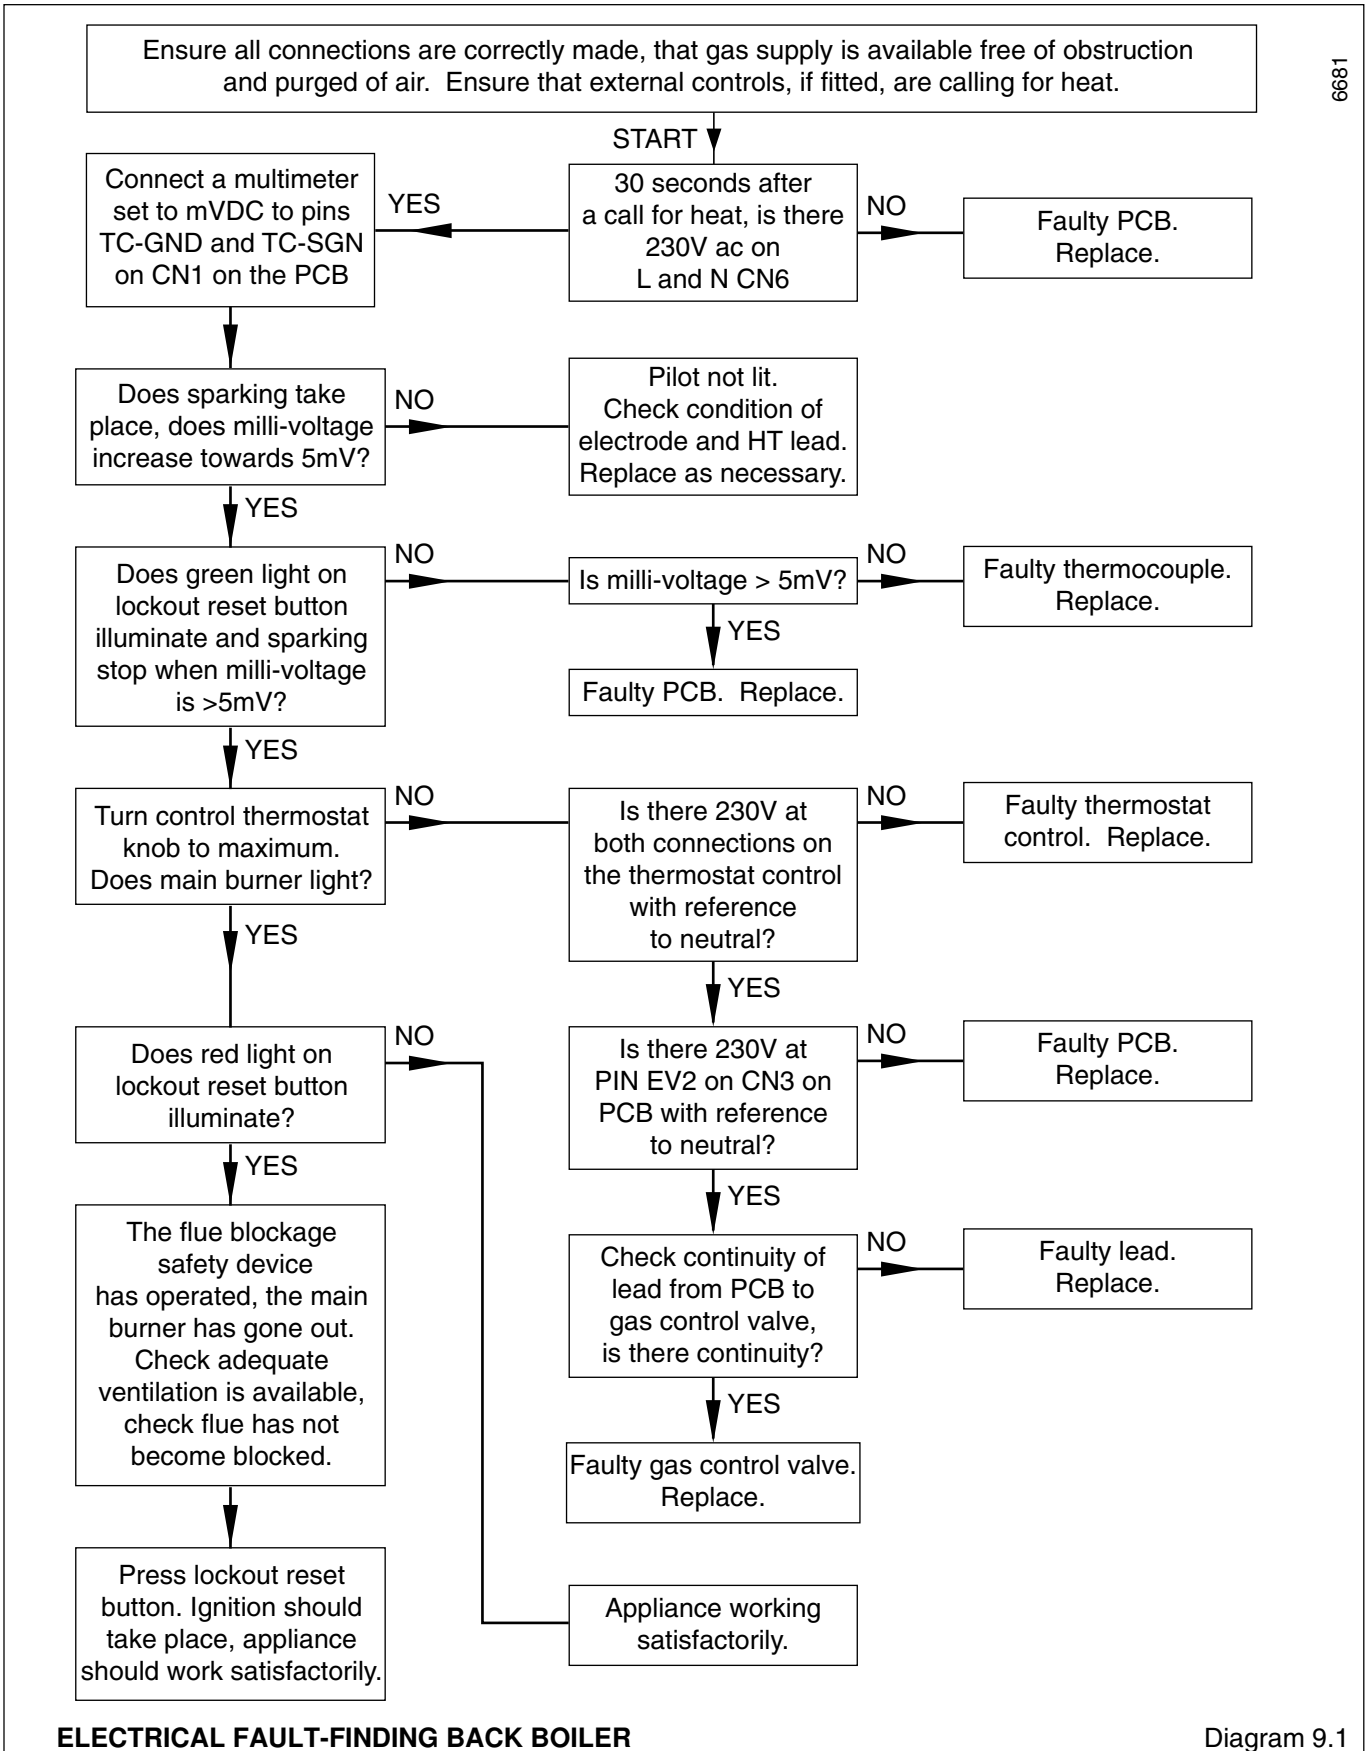 Ensure all connections are correctly made, that gas supply is available free of obstruction
and purged of air.  Ensure that external controls, if fitted, are calling for heat.
6681
START
Connect a multimeter
set to mVDC to pins
TC-GND and TC-SGN
on CN1 on the PCB
YES
30 seconds after
a call for heat, is there
230V ac on
L and N CN6
NO
Faulty PCB.
Replace.
Does sparking take
place, does milli-voltage
increase towards 5mV?
NO
Pilot not lit.
Check condition of
electrode and HT lead.
Replace as necessary.
YES
Does green light on
lockout reset button
illuminate and sparking
stop when milli-voltage
is >5mV?
NO
Is milli-voltage > 5mV?
NO
Faulty thermocouple.
Replace.
YES
Faulty PCB.  Replace.
YES
Turn control thermostat
knob to maximum.
Does main burner light?
NO
Is there 230V at
both connections on
the thermostat control
with reference
to neutral?
NO
Faulty thermostat
control.  Replace.
YES
YES
Does red light on
lockout reset button
illuminate?
NO
Is there 230V at
PIN EV2 on CN3 on
PCB with reference
to neutral?
NO
Faulty PCB.
Replace.
YES
YES
The flue blockage
safety device
has operated, the main
burner has gone out.
Check adequate
ventilation is available,
check flue has not
become blocked.
Check continuity of
lead from PCB to
gas control valve,
is there continuity?
NO
Faulty lead.
Replace.
YES
Faulty gas control valve.
Replace.
Press lockout reset
button. Ignition should
take place, appliance
should work satisfactorily.
Appliance working
satisfactorily.
ELECTRICAL FAULT-FINDING BACK BOILER
Diagram 9.1